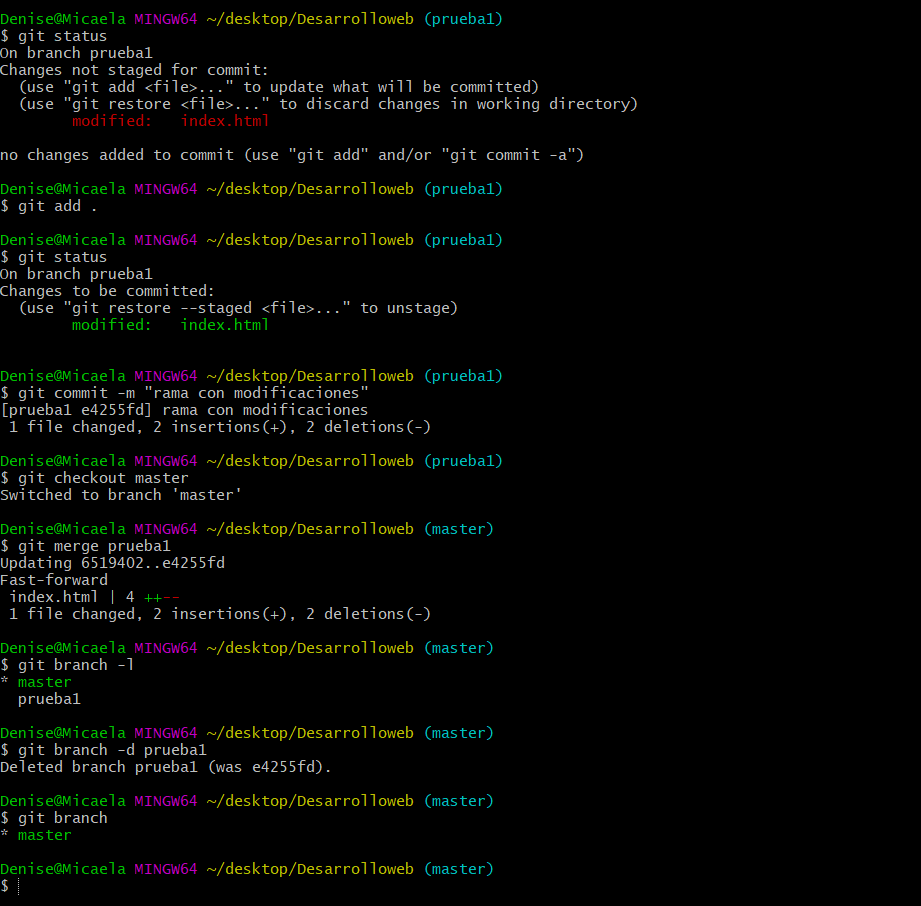 Denise@Micaela MINGW64 ~/desktop/Desarrolloweb (prueba1)
$ git status
On branch prueba1
Changes not staged for commit:
  (use "git add <file>..." to update what will be committed)
  (use "git restore <file>..." to discard changes in working directory)
        modified:   index.html

no changes added to commit (use "git add" and/or "git commit -a")

Denise@Micaela MINGW64 ~/desktop/Desarrolloweb (prueba1)
$ git add .

Denise@Micaela MINGW64 ~/desktop/Desarrolloweb (prueba1)
$ git status
On branch prueba1
Changes to be committed:
  (use "git restore --staged <file>..." to unstage)
        modified:   index.html


Denise@Micaela MINGW64 ~/desktop/Desarrolloweb (prueba1)
$ git commit -m "rama con modificaciones"
[prueba1 e4255fd] rama con modificaciones
 1 file changed, 2 insertions(+), 2 deletions(-)

Denise@Micaela MINGW64 ~/desktop/Desarrolloweb (prueba1)
$ git checkout master
Switched to branch 'master'

Denise@Micaela MINGW64 ~/desktop/Desarrolloweb (master)
$ git merge prueba1
Updating 6519402..e4255fd
Fast-forward
 index.html | 4 ++--
 1 file changed, 2 insertions(+), 2 deletions(-)

Denise@Micaela MINGW64 ~/desktop/Desarrolloweb (master)
$ git branch -l
* master
  prueba1

Denise@Micaela MINGW64 ~/desktop/Desarrolloweb (master)
$ git branch -d prueba1
Deleted branch prueba1 (was e4255fd).

Denise@Micaela MINGW64 ~/desktop/Desarrolloweb (master)
$ git branch
* master

Denise@Micaela MINGW64 ~/desktop/Desarrolloweb (master)
$